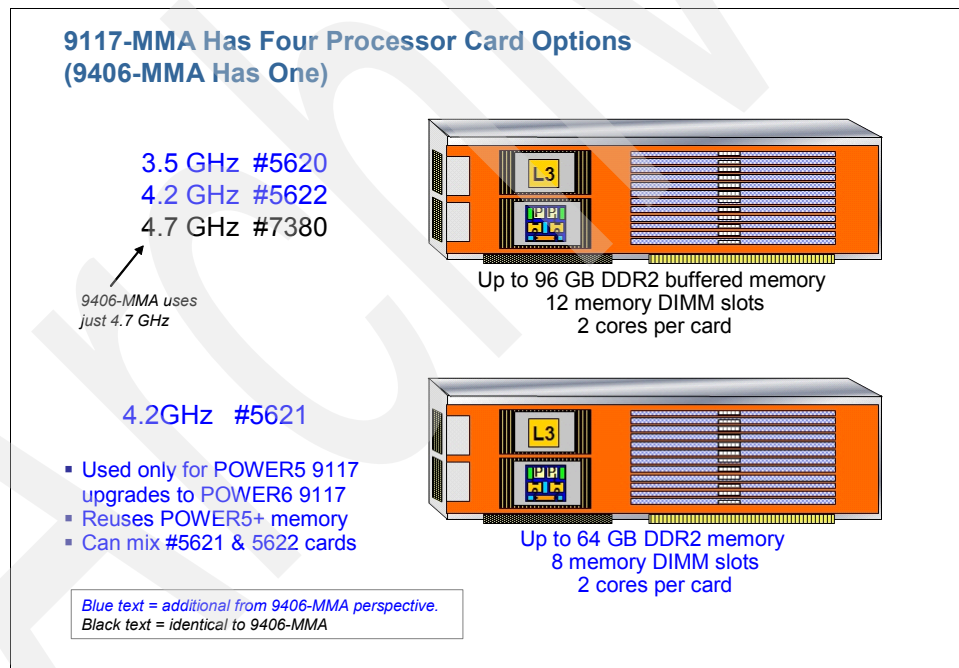 9117-MMA Has Four Processor Card Options
(9406-MMA Has One)
3.5 GHz #5620
4.2 GHz #5622
4.7 GHz #7380
9406-MMA uses
just 4.7 GHz
L3
P P
Up to 96 GB DDR2 buffered memory
12 memory DIMM slots
2 cores per card
4.2GHz #5621
▪ Used only for POWER5 9117
upgrades to POWER6 9117
▪ Reuses POWER5+ memory
▪ Can mix #5621 & 5622 cards
L3
P P
Up to 64 GB DDR2 memory
8 memory DIMM slots
2 cores per card
Blue text = additional from 9406-MMA perspective.
Black text = identical to 9406-MMA